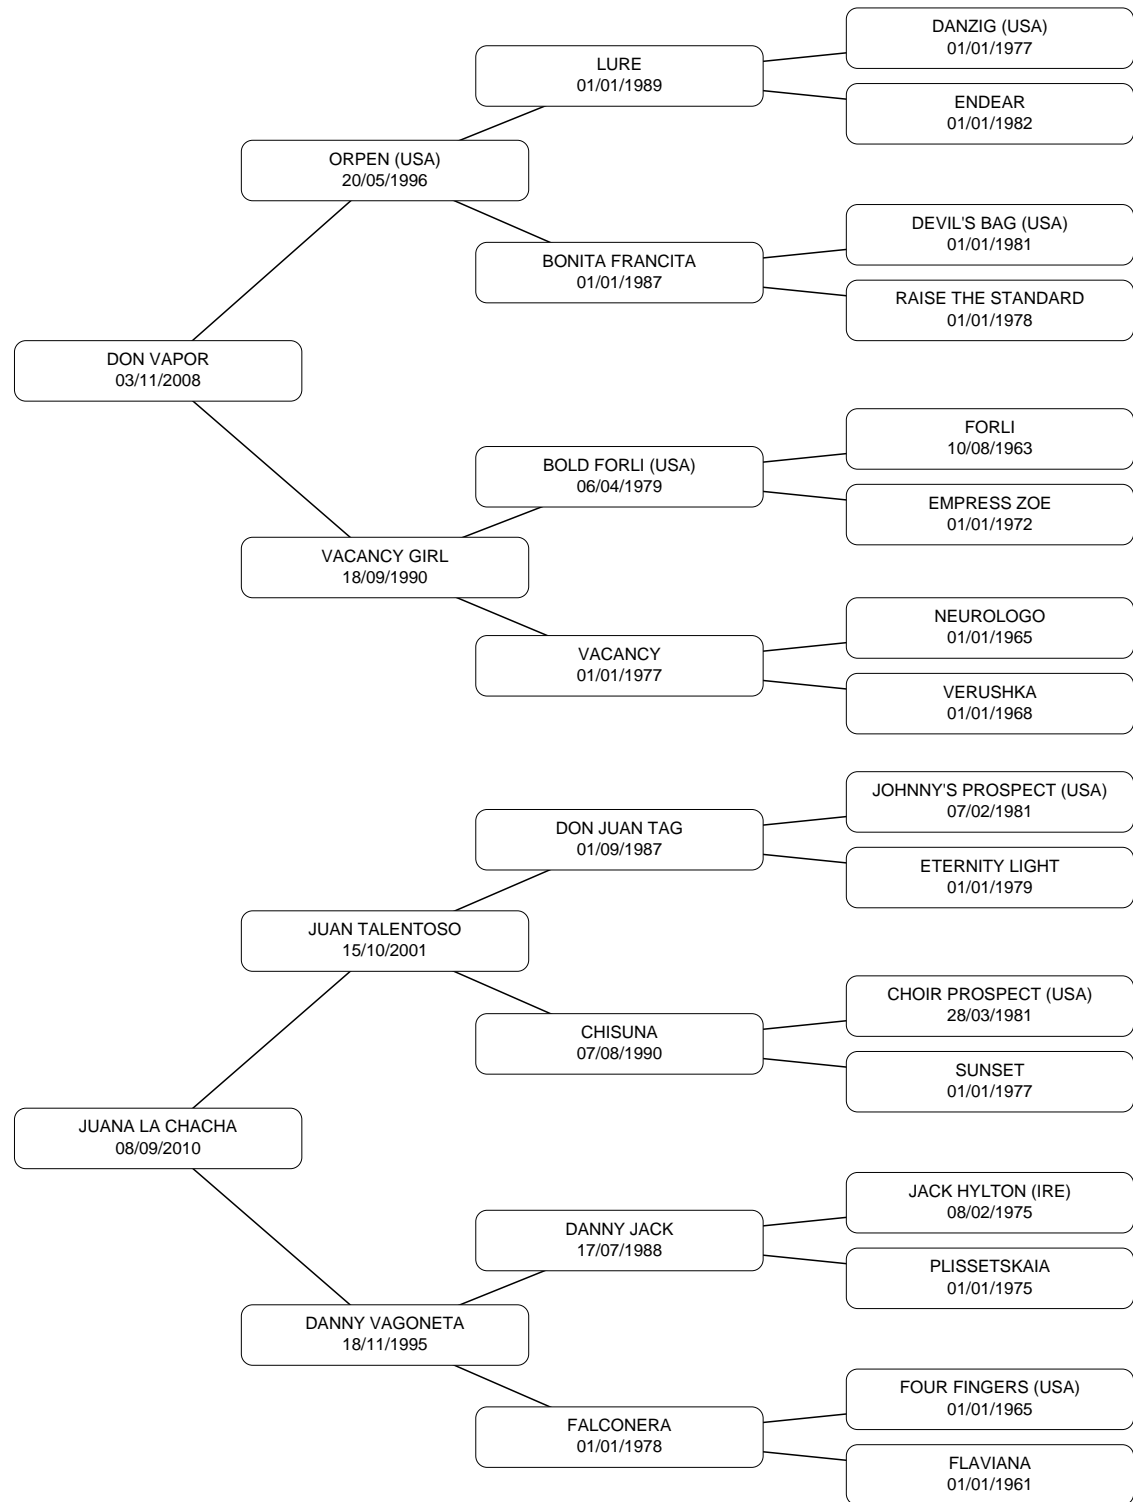 DANZIG (USA)
01/01/1977
LURE
01/01/1989
ENDEAR
01/01/1982
ORPEN (USA)
20/05/1996
DEVIL'S BAG (USA)
01/01/1981
BONITA FRANCITA
01/01/1987
RAISE THE STANDARD
01/01/1978
DON VAPOR
03/11/2008
FORLI
10/08/1963
BOLD FORLI (USA)
06/04/1979
EMPRESS ZOE
01/01/1972
VACANCY GIRL
18/09/1990
NEUROLOGO
01/01/1965
VACANCY
01/01/1977
VERUSHKA
01/01/1968
JOHNNY'S PROSPECT (USA)
07/02/1981
DON JUAN TAG
01/09/1987
ETERNITY LIGHT
01/01/1979
JUAN TALENTOSO
15/10/2001
CHOIR PROSPECT (USA)
28/03/1981
CHISUNA
07/08/1990
SUNSET
01/01/1977
JUANA LA CHACHA
08/09/2010
JACK HYLTON (IRE)
08/02/1975
DANNY JACK
17/07/1988
PLISSETSKAIA
01/01/1975
DANNY VAGONETA
18/11/1995
FOUR FINGERS (USA)
01/01/1965
FALCONERA
01/01/1978
FLAVIANA
01/01/1961